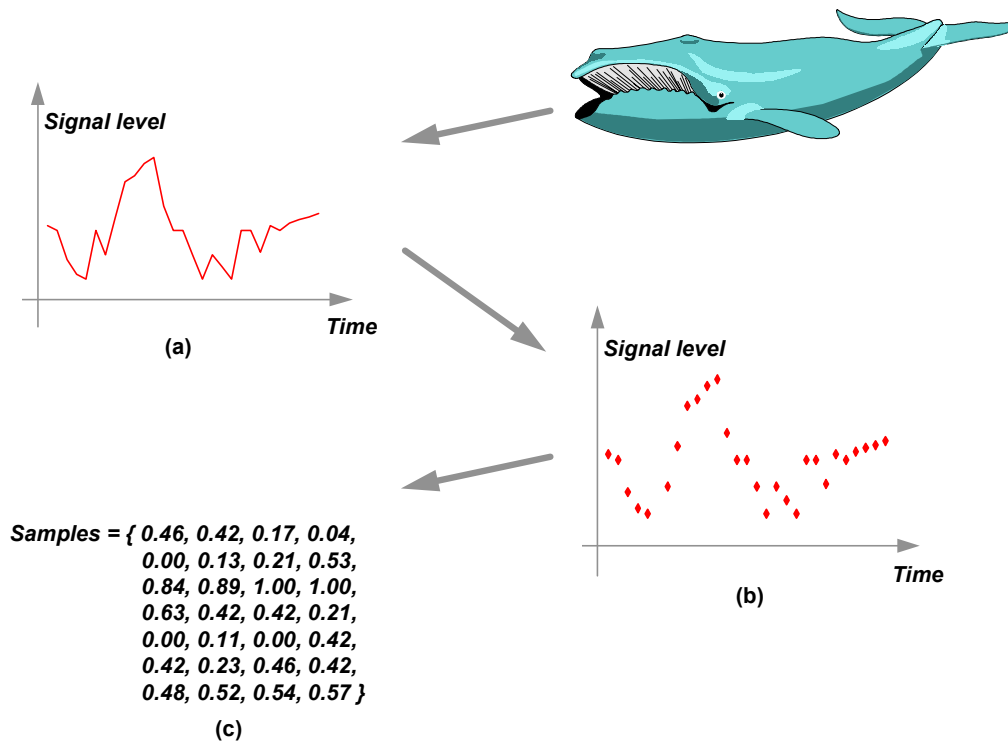 Signal level
Time
(a)
Signal level
Time
(b)
Samples = { 0.46, 0.42, 0.17, 0.04,
0.00, 0.13, 0.21, 0.53,
0.84, 0.89, 1.00, 1.00,
0.63, 0.42, 0.42, 0.21,
0.00, 0.11, 0.00, 0.42,
0.42, 0.23, 0.46, 0.42,
0.48, 0.52, 0.54, 0.57 }
(c)